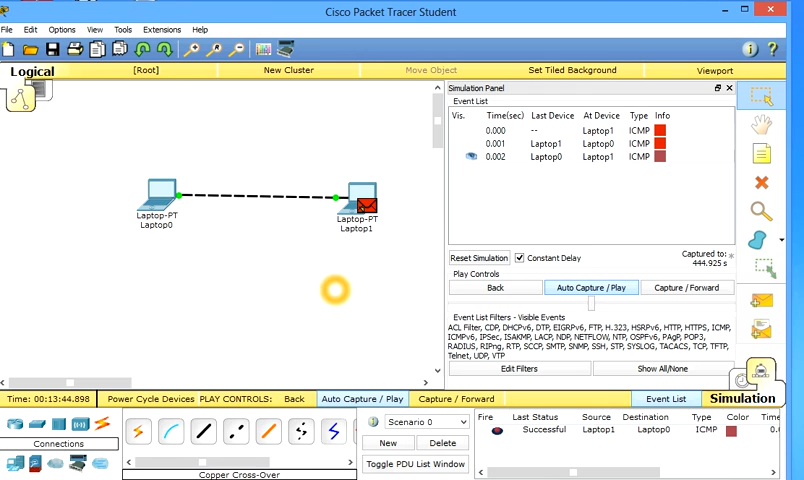 Cisco Packet Tracer Student
File Edit Options View Tools Extensions Help
Logical [Root] New Cluster Move Object Set Tiled Background Viewport
Simulation Panel
Event List
Vis. Time(sec) Last Device At Device Type Info
0.000 -- Laptop1 ICMP
0.001 Laptop1 Laptop0 ICMP
0.002 Laptop0 Laptop1 ICMP
Laptop-PT
Laptop0
Laptop-PT
Laptop1
Reset Simulation Constant Delay
Captured to:
444.925 s
Play Controls
Back Auto Capture / Play Capture / Forward
Event List Filters - Visible Events
ACL Filter, CDP, DHCPv6, DTP, EIGRPv6, FTP, H.323, HSRPv6, HTTP, HTTPS, ICMP,
ICMPv6, IPSec, ISAKMP, LACP, NDP, NETFLOW, NTP, OSPFv6, PAgP, POP3,
RADIUS, RIPng, RTP, SCCP, SMTP, SNMP, SSH, STP, SYSLOG, TACACS, TCP, TFTP,
Telnet, UDP, VTP
Edit Filters Show All/None
Time: 00:13:44.898 Power Cycle Devices PLAY CONTROLS: Back Auto Capture / Play Capture / Forward Event List Simulation
Connections
Copper Cross-Over
Scenario 0
New Delete
Toggle PDU List Window
Fire Last Status Source Destination Type Color Time
Successful Laptop1 Laptop0 ICMP 0.0